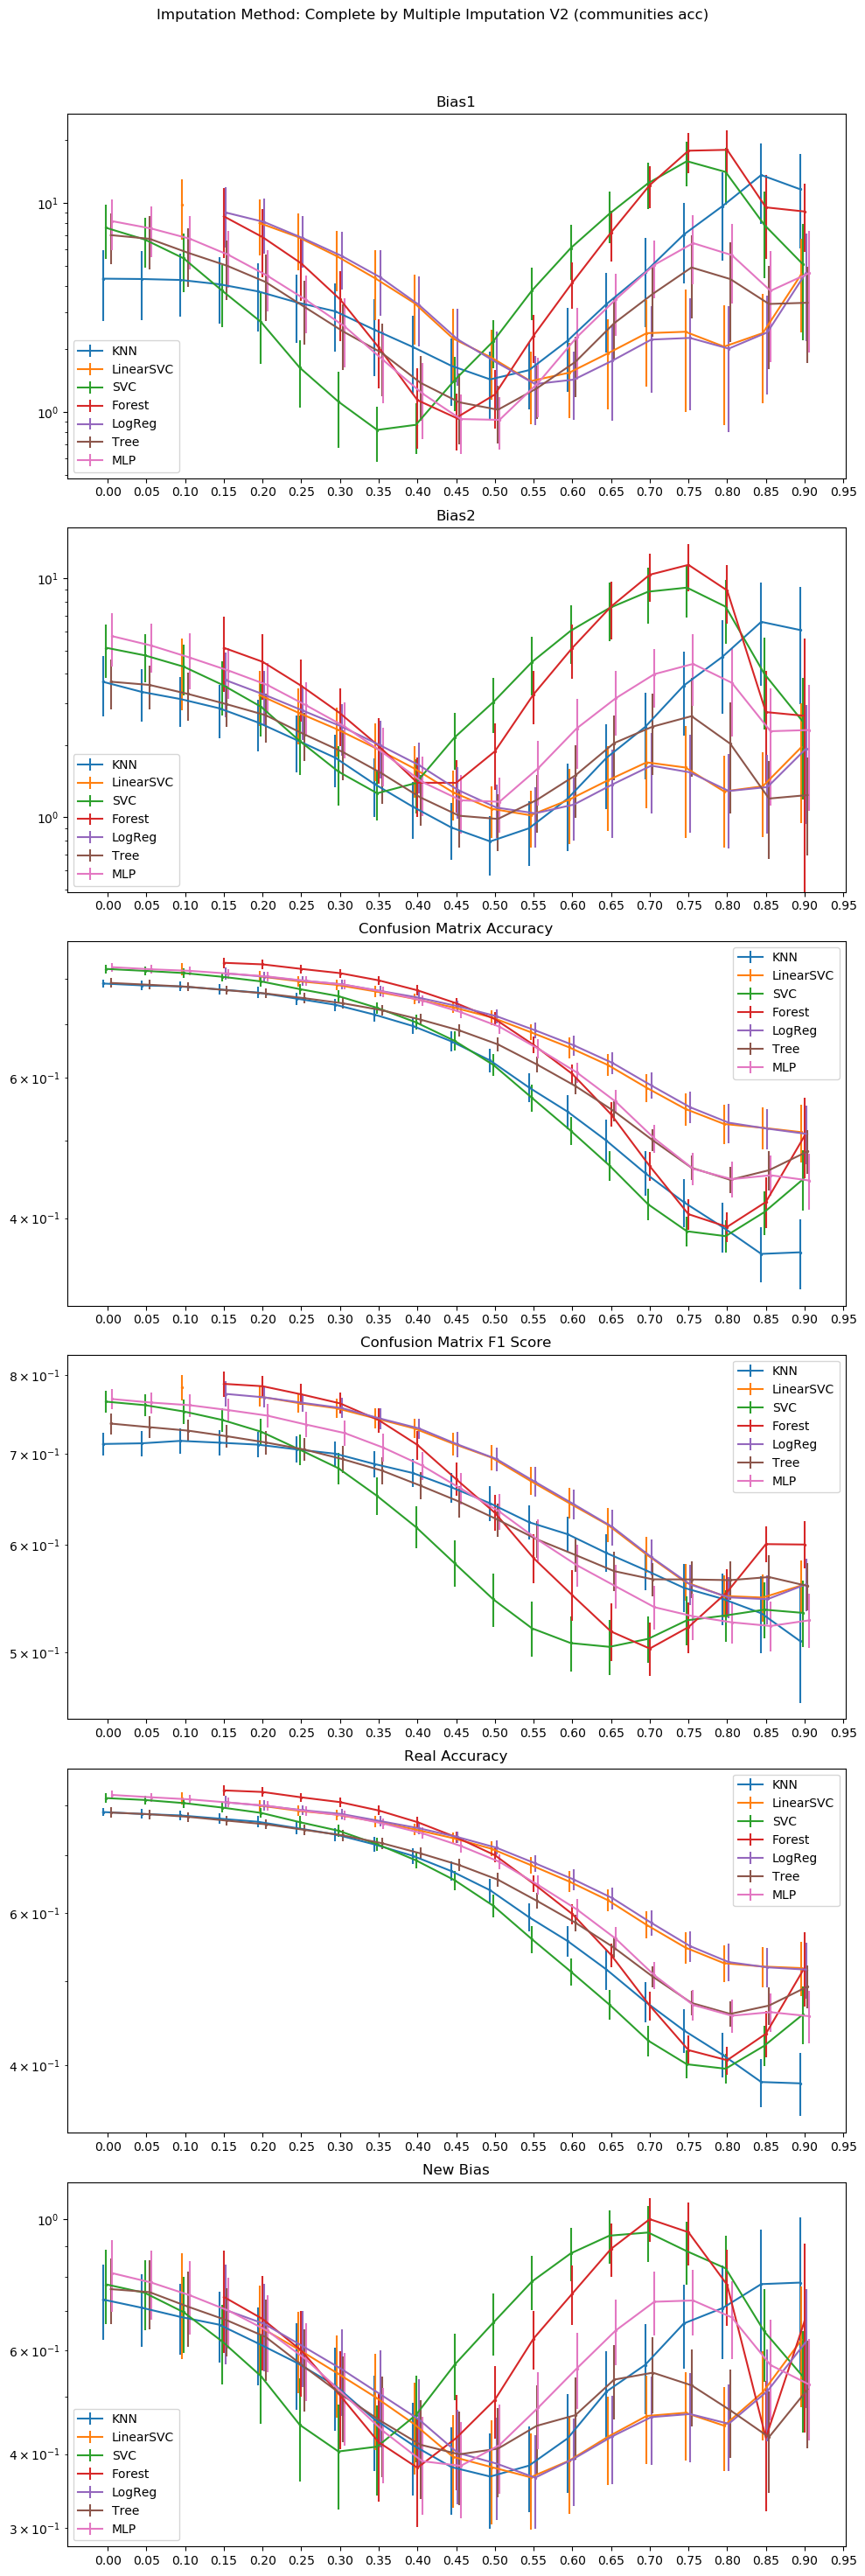 Imputation Method: Complete by Multiple Imputation V2 (communities acc)
Bias1
10¹
10⁰
KNN
LinearSVC
SVC
Forest
LogReg
Tree
MLP
0.00 0.05 0.10 0.15 0.20 0.25 0.30 0.35 0.40 0.45 0.50 0.55 0.60 0.65 0.70 0.75 0.80 0.85 0.90 0.95
Bias2
10¹
10⁰
KNN
LinearSVC
SVC
Forest
LogReg
Tree
MLP
0.00 0.05 0.10 0.15 0.20 0.25 0.30 0.35 0.40 0.45 0.50 0.55 0.60 0.65 0.70 0.75 0.80 0.85 0.90 0.95
Confusion Matrix Accuracy
6 × 10⁻¹
4 × 10⁻¹
KNN
LinearSVC
SVC
Forest
LogReg
Tree
MLP
0.00 0.05 0.10 0.15 0.20 0.25 0.30 0.35 0.40 0.45 0.50 0.55 0.60 0.65 0.70 0.75 0.80 0.85 0.90 0.95
Confusion Matrix F1 Score
8 × 10⁻¹
7 × 10⁻¹
6 × 10⁻¹
5 × 10⁻¹
KNN
LinearSVC
SVC
Forest
LogReg
Tree
MLP
0.00 0.05 0.10 0.15 0.20 0.25 0.30 0.35 0.40 0.45 0.50 0.55 0.60 0.65 0.70 0.75 0.80 0.85 0.90 0.95
Real Accuracy
6 × 10⁻¹
4 × 10⁻¹
KNN
LinearSVC
SVC
Forest
LogReg
Tree
MLP
0.00 0.05 0.10 0.15 0.20 0.25 0.30 0.35 0.40 0.45 0.50 0.55 0.60 0.65 0.70 0.75 0.80 0.85 0.90 0.95
New Bias
10⁰
6 × 10⁻¹
4 × 10⁻¹
3 × 10⁻¹
KNN
LinearSVC
SVC
Forest
LogReg
Tree
MLP
0.00 0.05 0.10 0.15 0.20 0.25 0.30 0.35 0.40 0.45 0.50 0.55 0.60 0.65 0.70 0.75 0.80 0.85 0.90 0.95